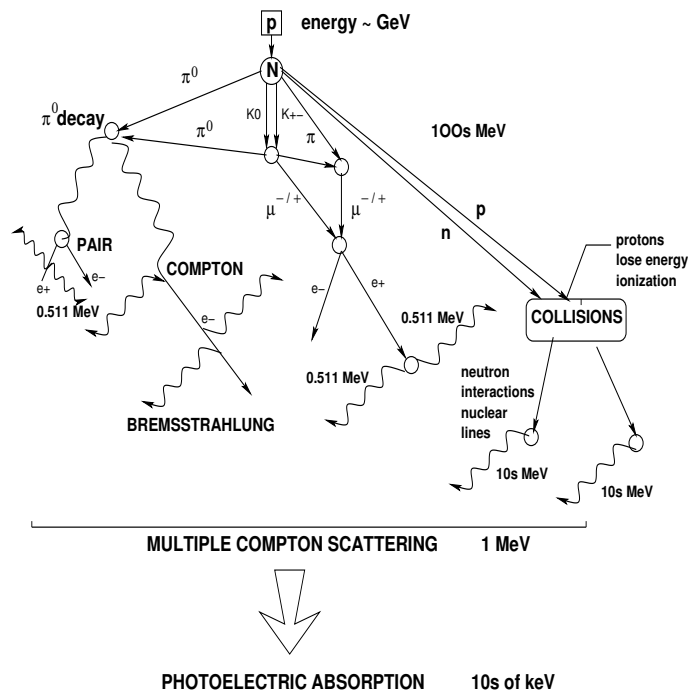 p energy ~ GeV
N
π⁰
π⁰ decay
K0
K+-
π⁰
π
100s MeV
μ⁻/⁺
μ⁻/⁺
p
n
protons
lose energy
ionization
PAIR
e+
e-
0.511 MeV
COMPTON
e-
e-
e+
COLLISIONS
0.511 MeV
0.511 MeV
neutron
interactions
nuclear
lines
BREMSSTRAHLUNG
10s MeV
10s MeV
MULTIPLE COMPTON SCATTERING 1 MeV
PHOTOELECTRIC ABSORPTION 10s of keV